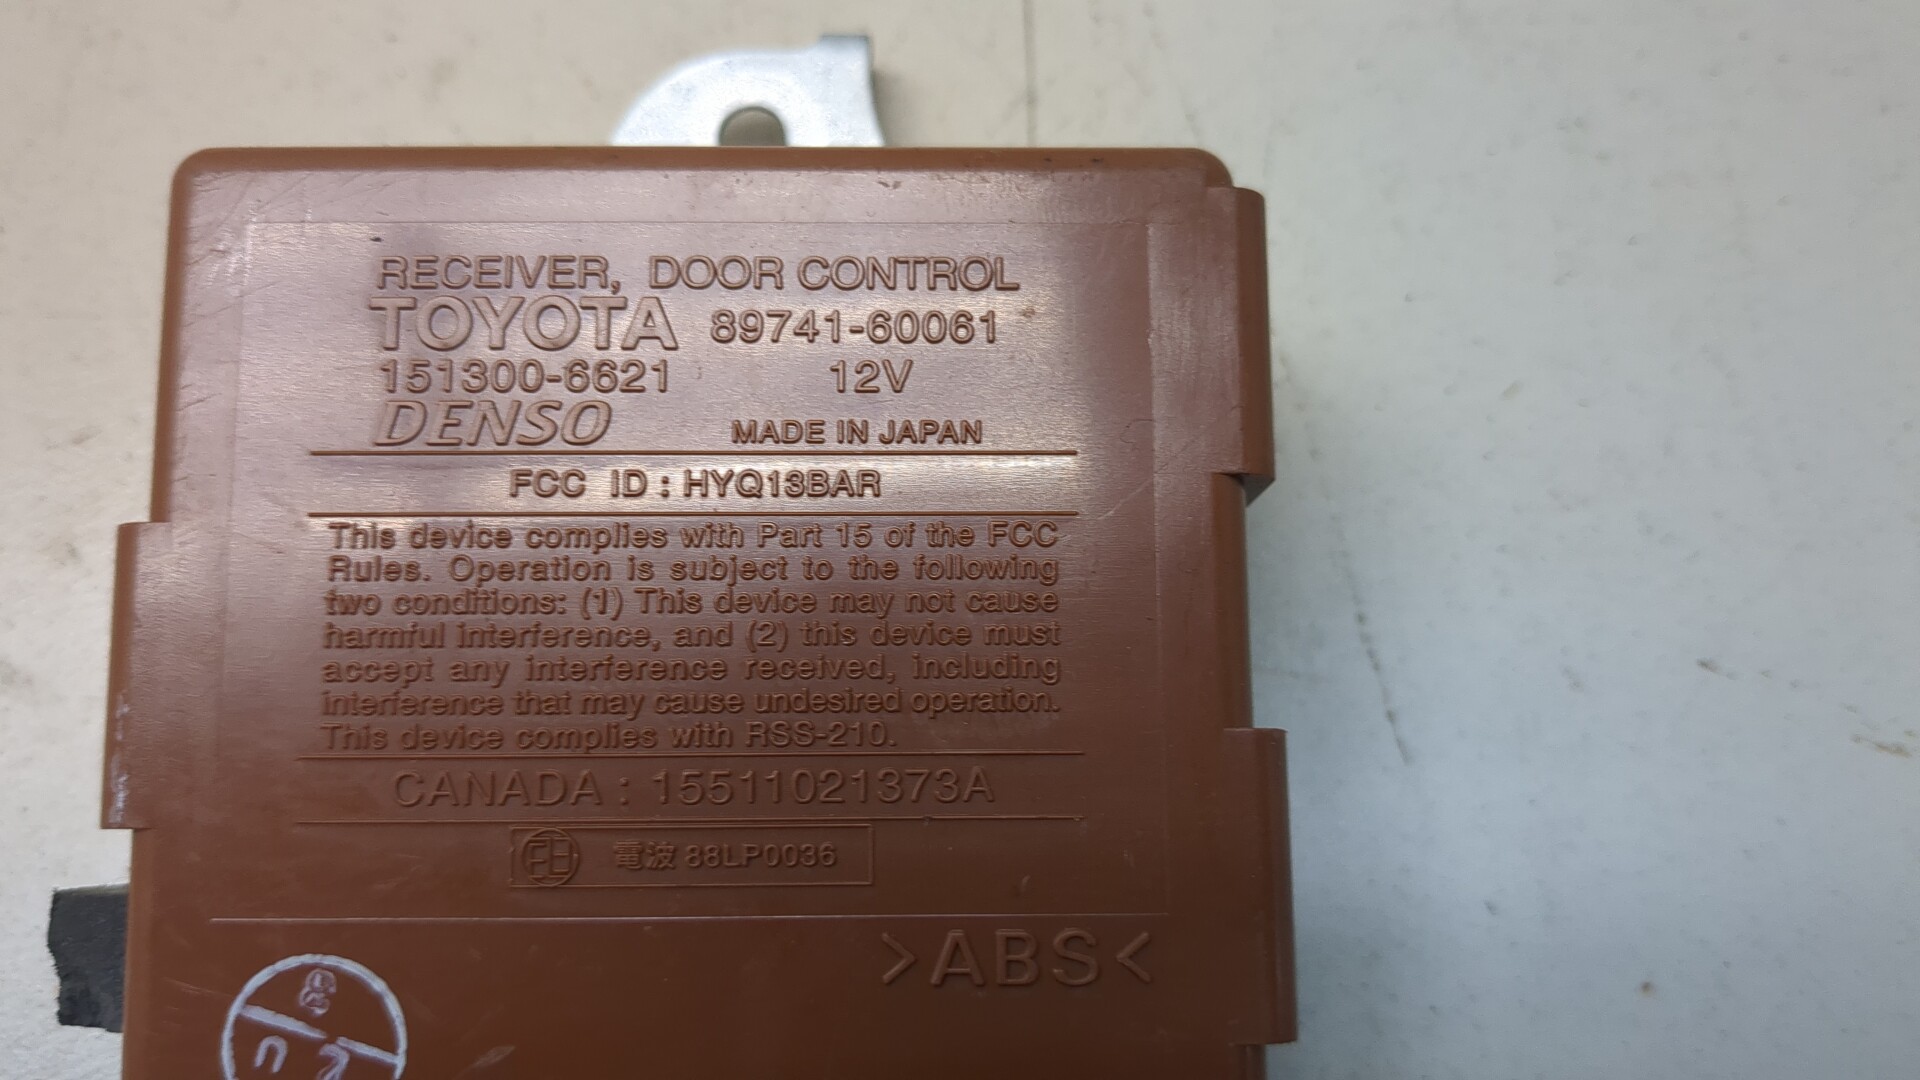 RECEIVER, DOOR CONTROL
TOYOTA 89741-60061
151300-6621 12V
DENSO MADE IN JAPAN
FCC ID : HYQ13BAR
This device complies with Part 15 of the FCC
Rules. Operation is subject to the following
two conditions: (1) This device may not cause
harmful interference, and (2) this device must
accept any interference received, including
interference that may cause undesired operation.
This device complies with RSS-210.
CANADA : 15511021373A
電波 88LP0036
>ABS<